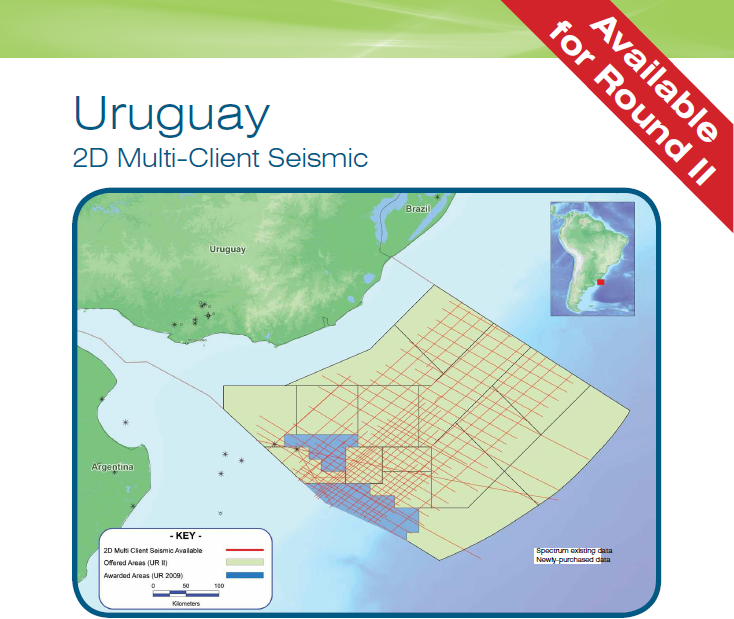 Available
for Round II
Uruguay
2D Multi-Client Seismic
Brazil
Uruguay
Argentina
- KEY -
2D Multi Client Seismic Available
Offered Areas (UR II)
Awarded Areas (UR 2009)
0 50 100
Kilometers
Spectrum existing data
Newly-purchased data